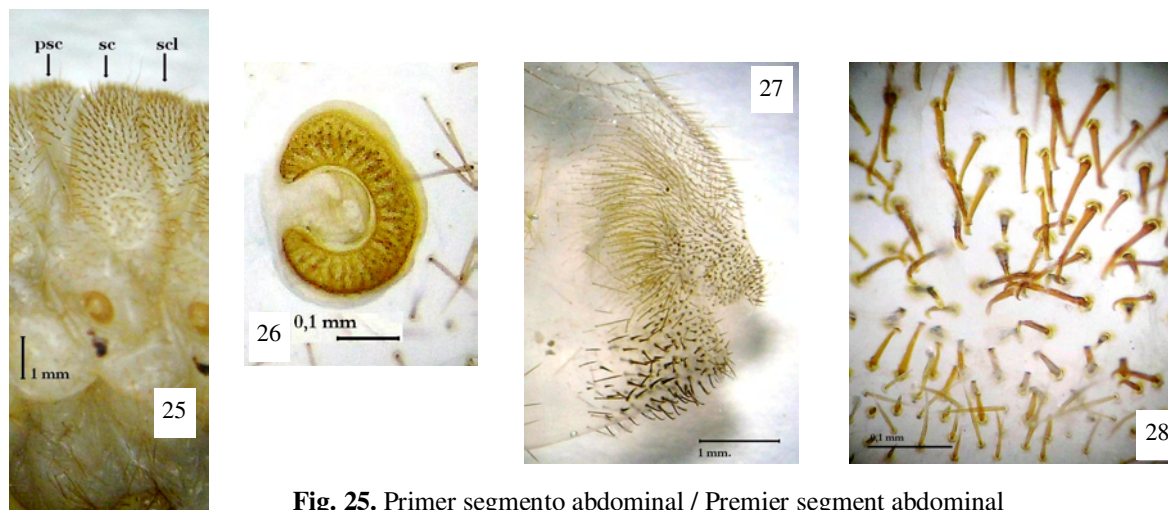 psc sc scl
1 mm
25
26
0,1 mm
27
1 mm.
0,1 mm
28
Fig. 25. Primer segmento abdominal / Premier segment abdominal